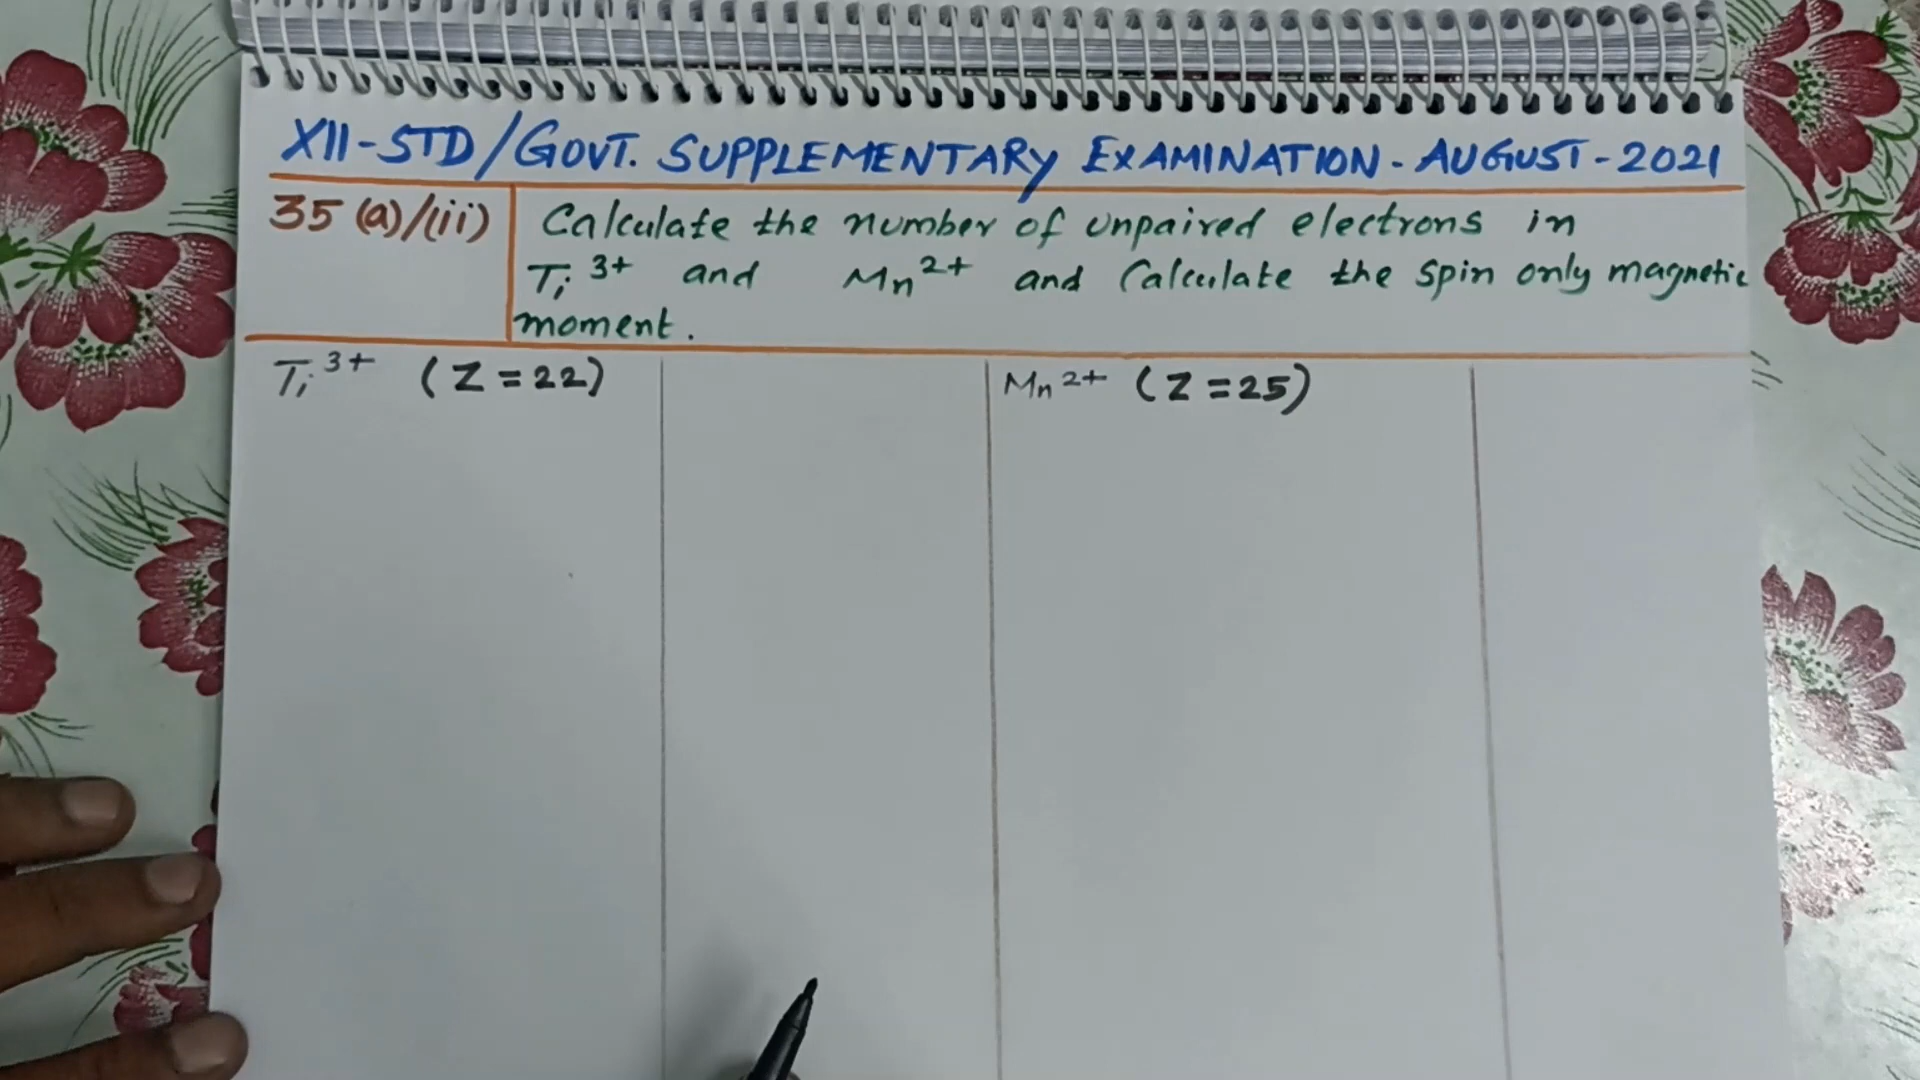 XII-STD/GOVT. SUPPLEMENTARY EXAMINATION - AUGUST - 2021
35 (a)/(ii) Calculate the number of unpaired electrons in
Ti 3+ and Mn 2+ and Calculate the spin only magnetic
moment.
Ti 3+ (Z = 22) Mn 2+ (Z = 25)